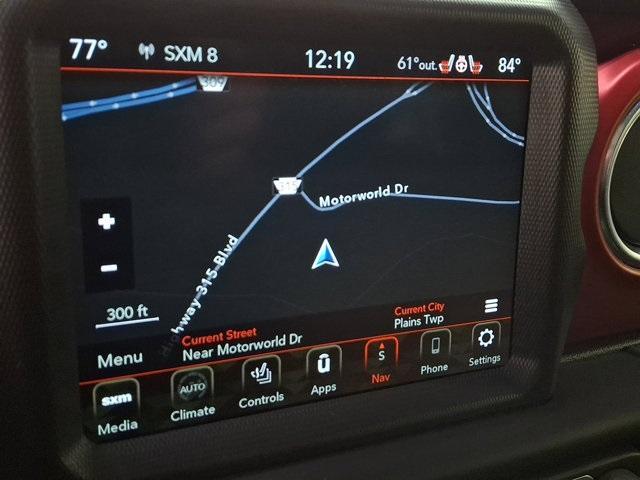 77° SXM 8 12:19 61°out. 84°
309
315
Motorworld Dr
Highway 315 Blvd
+
−
300 ft
Current Street
Near Motorworld Dr
Current City
Plains Twp
Menu
sxm AUTO ū S
Media Climate Controls Apps Nav Phone Settings